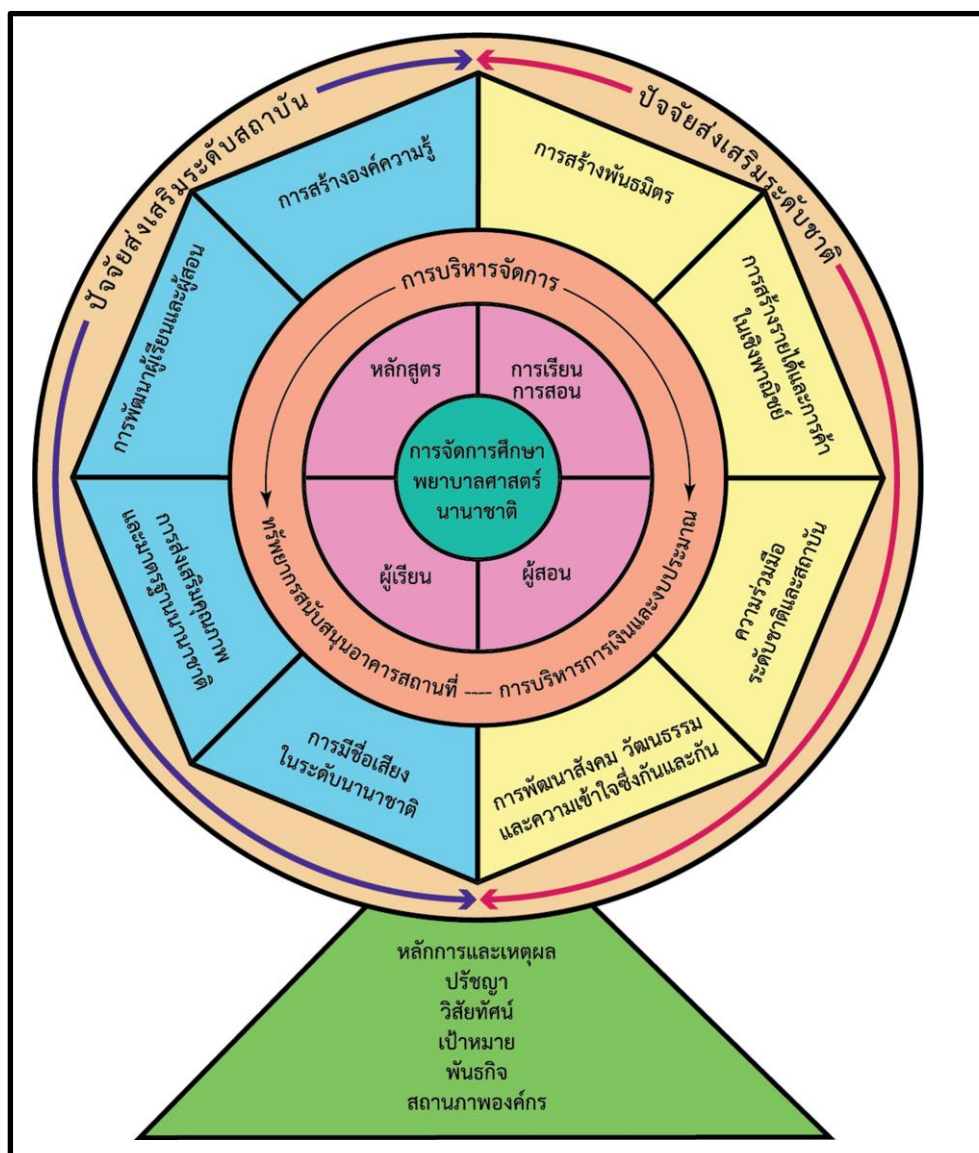 ปัจจัยส่งเสริมระดับสถาบัน
ปัจจัยส่งเสริมระดับชาติ
การสร้างองค์ความรู้
การสร้างพันธมิตร
การพัฒนาผู้เรียนและผู้สอน
การสร้างรายได้และการค้า
ในเชิงพาณิชย์
การบริหารจัดการ
หลักสูตร
การเรียน
การสอน
การจัดการศึกษา
พยาบาลศาสตร์
นานาชาติ
ผู้เรียน
ผู้สอน
ทรัพยากรสนับสนุนอาคารสถานที่ ---- การบริหารการเงินและงบประมาณ
การส่งเสริมคุณภาพ
และมาตรฐานนานาชาติ
ความร่วมมือ
ระดับชาติและสถาบัน
การมีชื่อเสียง
ในระดับนานาชาติ
การพัฒนาสังคม วัฒนธรรม
และความเข้าใจซึ่งกันและกัน
หลักการและเหตุผล
ปรัชญา
วิสัยทัศน์
เป้าหมาย
พันธกิจ
สถานภาพองค์กร